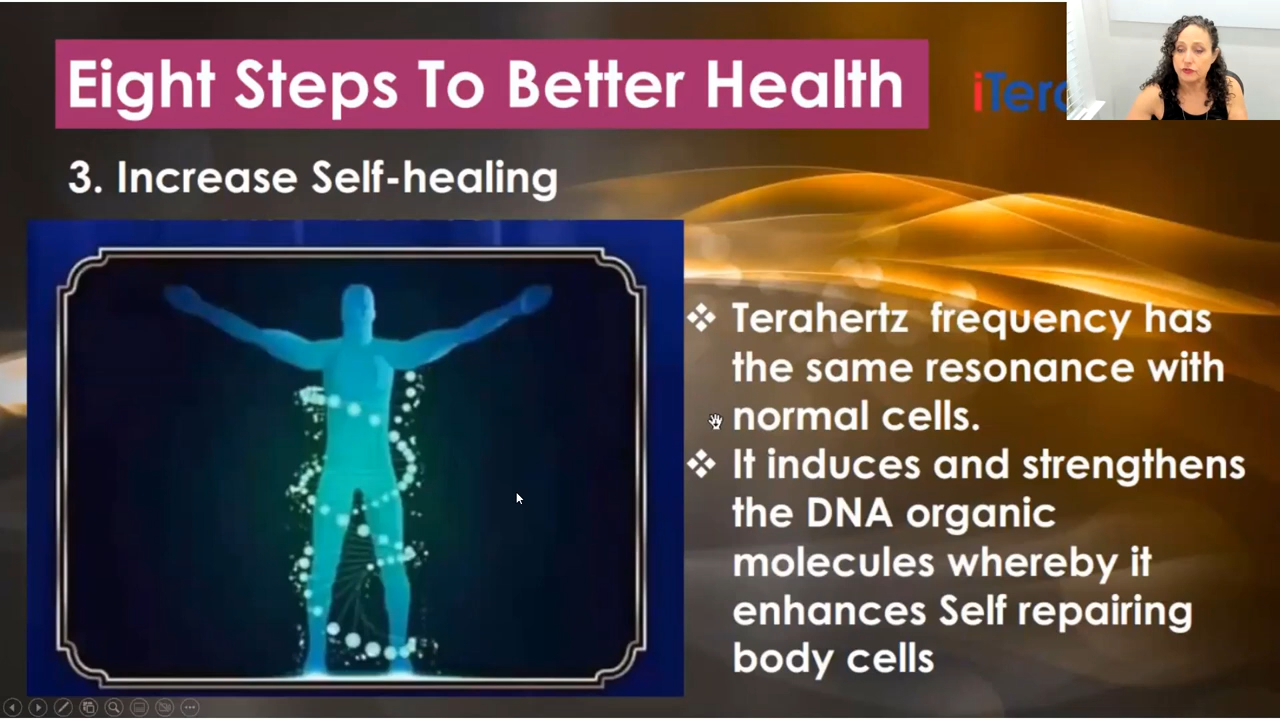 Eight Steps To Better Health
iTera
3. Increase Self-healing
❖ Terahertz frequency has
the same resonance with
normal cells.
❖ It induces and strengthens
the DNA organic
molecules whereby it
enhances Self repairing
body cells